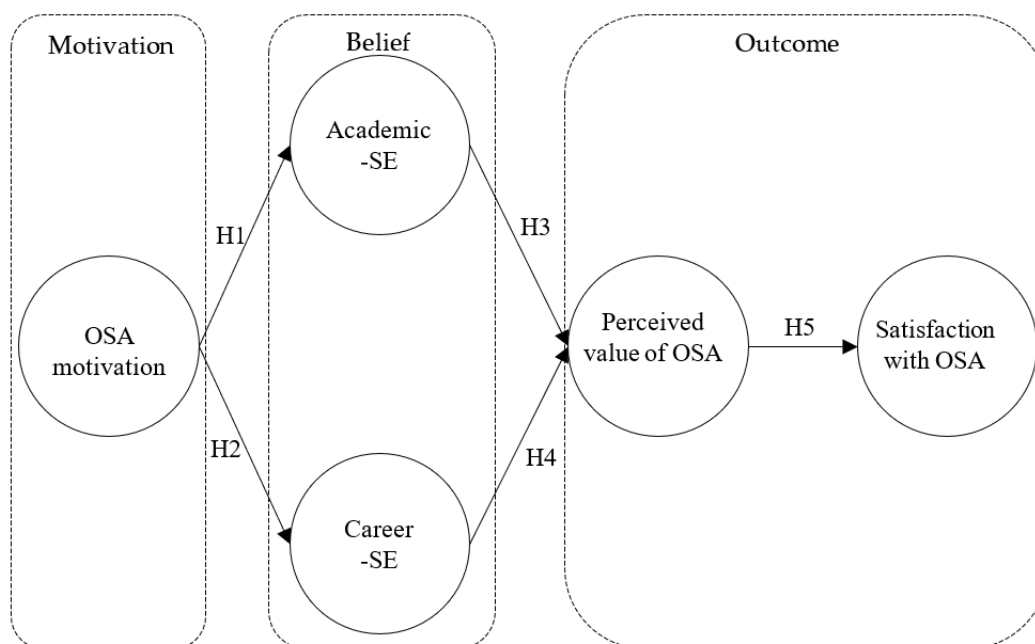 Motivation
Belief
Outcome
Academic
-SE
H1
H3
OSA
motivation
Perceived
value of OSA
H5
Satisfaction
with OSA
H2
H4
Career
-SE